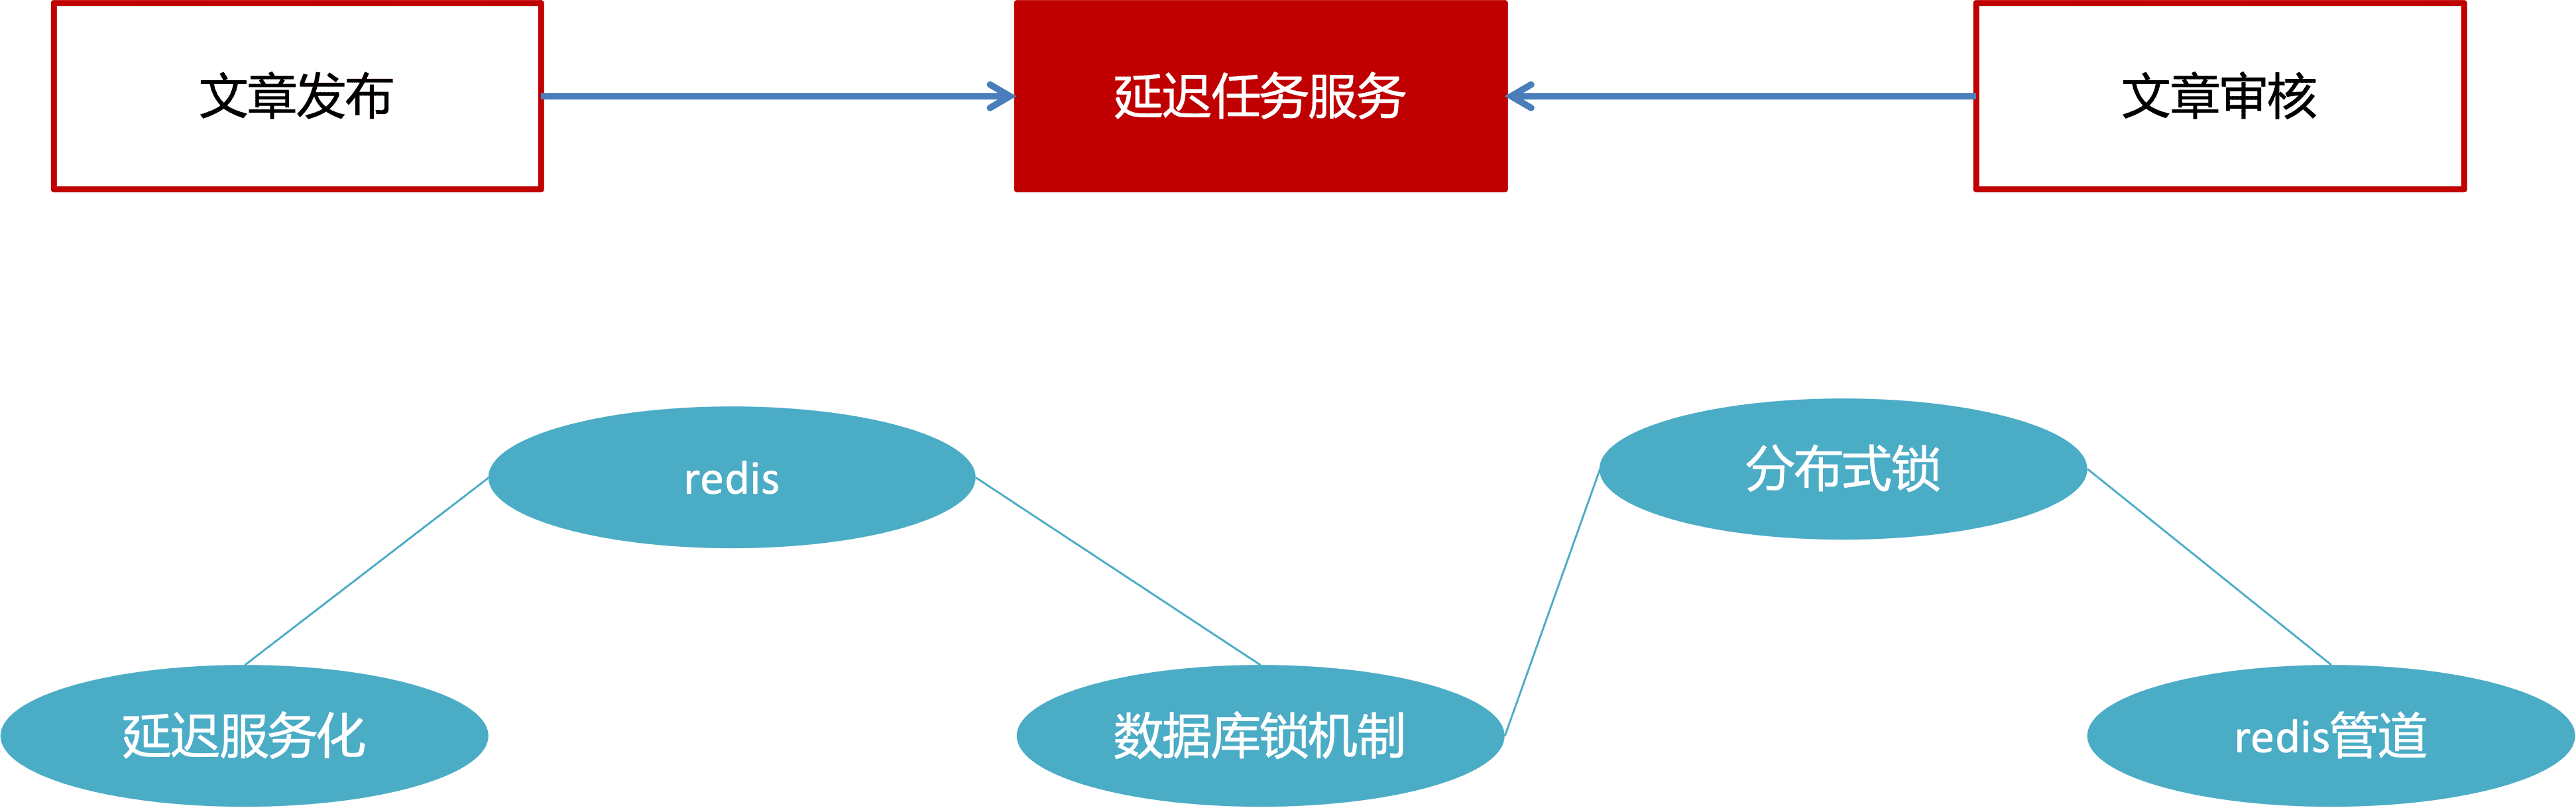 文章发布
延迟任务服务
文章审核
redis
分布式锁
延迟服务化
数据库锁机制
redis管道